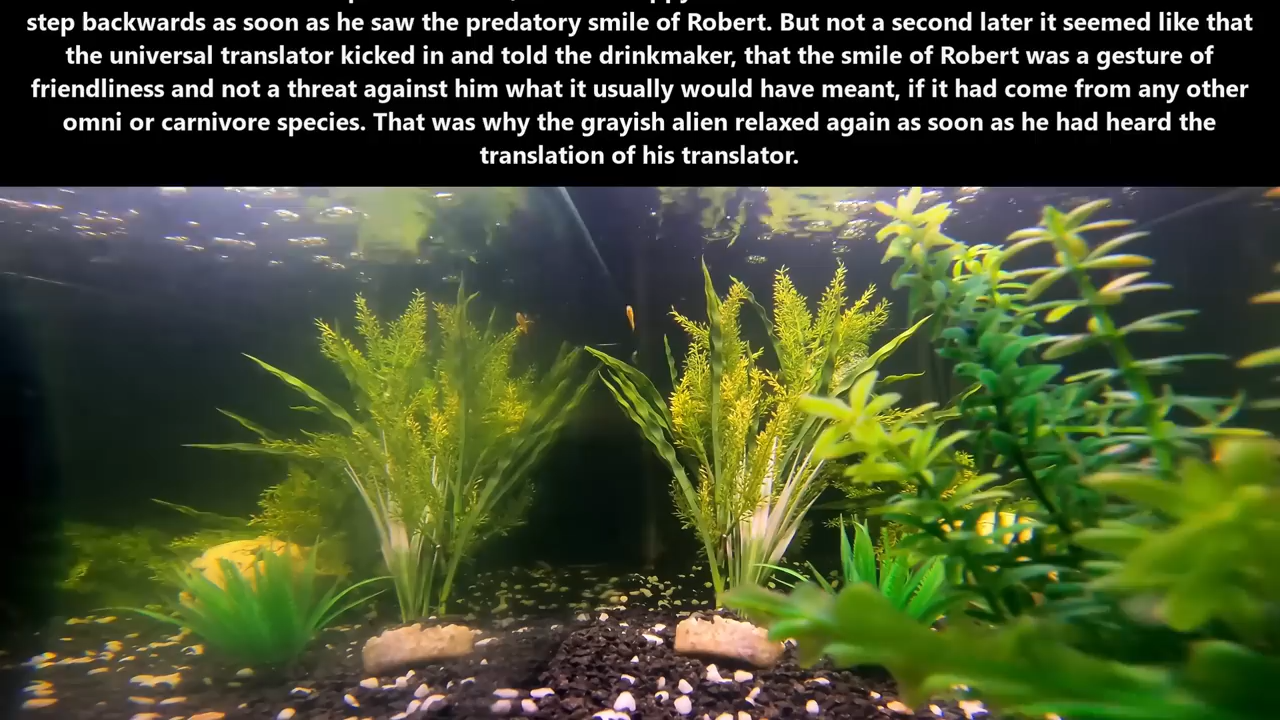 step backwards as soon as he saw the predatory smile of Robert. But not a second later it seemed like that
the universal translator kicked in and told the drinkmaker, that the smile of Robert was a gesture of
friendliness and not a threat against him what it usually would have meant, if it had come from any other
omni or carnivore species. That was why the grayish alien relaxed again as soon as he had heard the
translation of his translator.